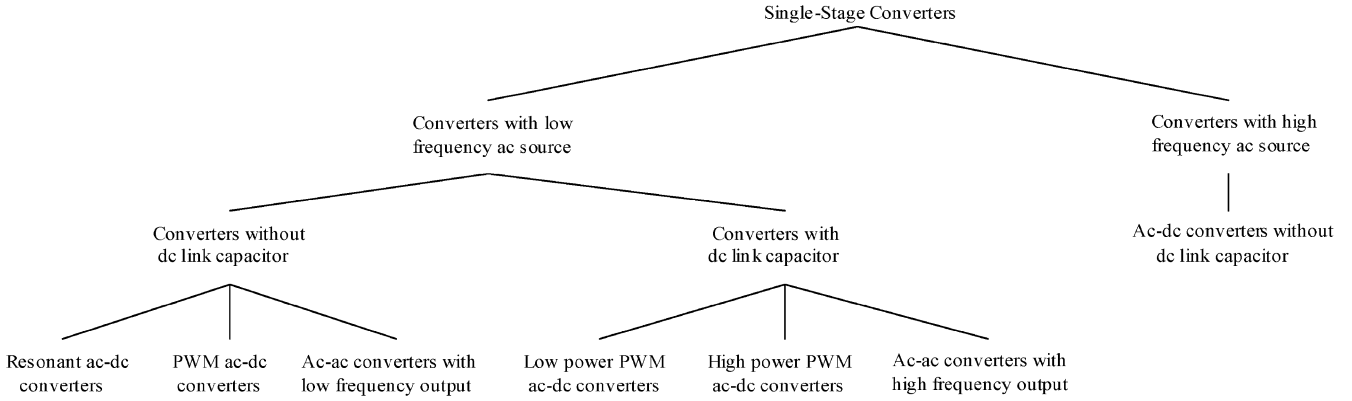 Single-Stage Converters
Converters with low
frequency ac source
Converters with high
frequency ac source
Converters without
dc link capacitor
Converters with
dc link capacitor
Ac-dc converters without
dc link capacitor
Resonant ac-dc
converters
PWM ac-dc
converters
Ac-ac converters with
low frequency output
Low power PWM
ac-dc converters
High power PWM
ac-dc converters
Ac-ac converters with
high frequency output